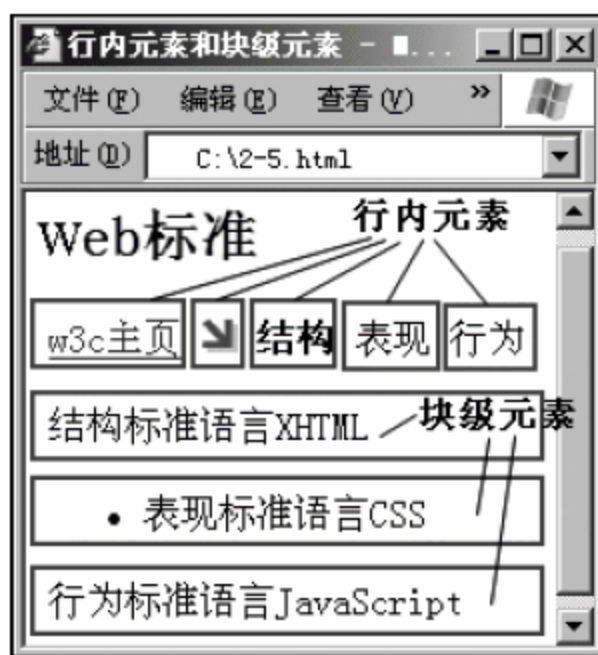 行内元素和块级元素 - ■...
文件(F) 编辑(E) 查看(V) »
地址(D) C:\2-5.html
行内元素
Web标准
w3c主页 结构 表现 行为
块级元素
结构标准语言XHTML
• 表现标准语言CSS
行为标准语言JavaScript